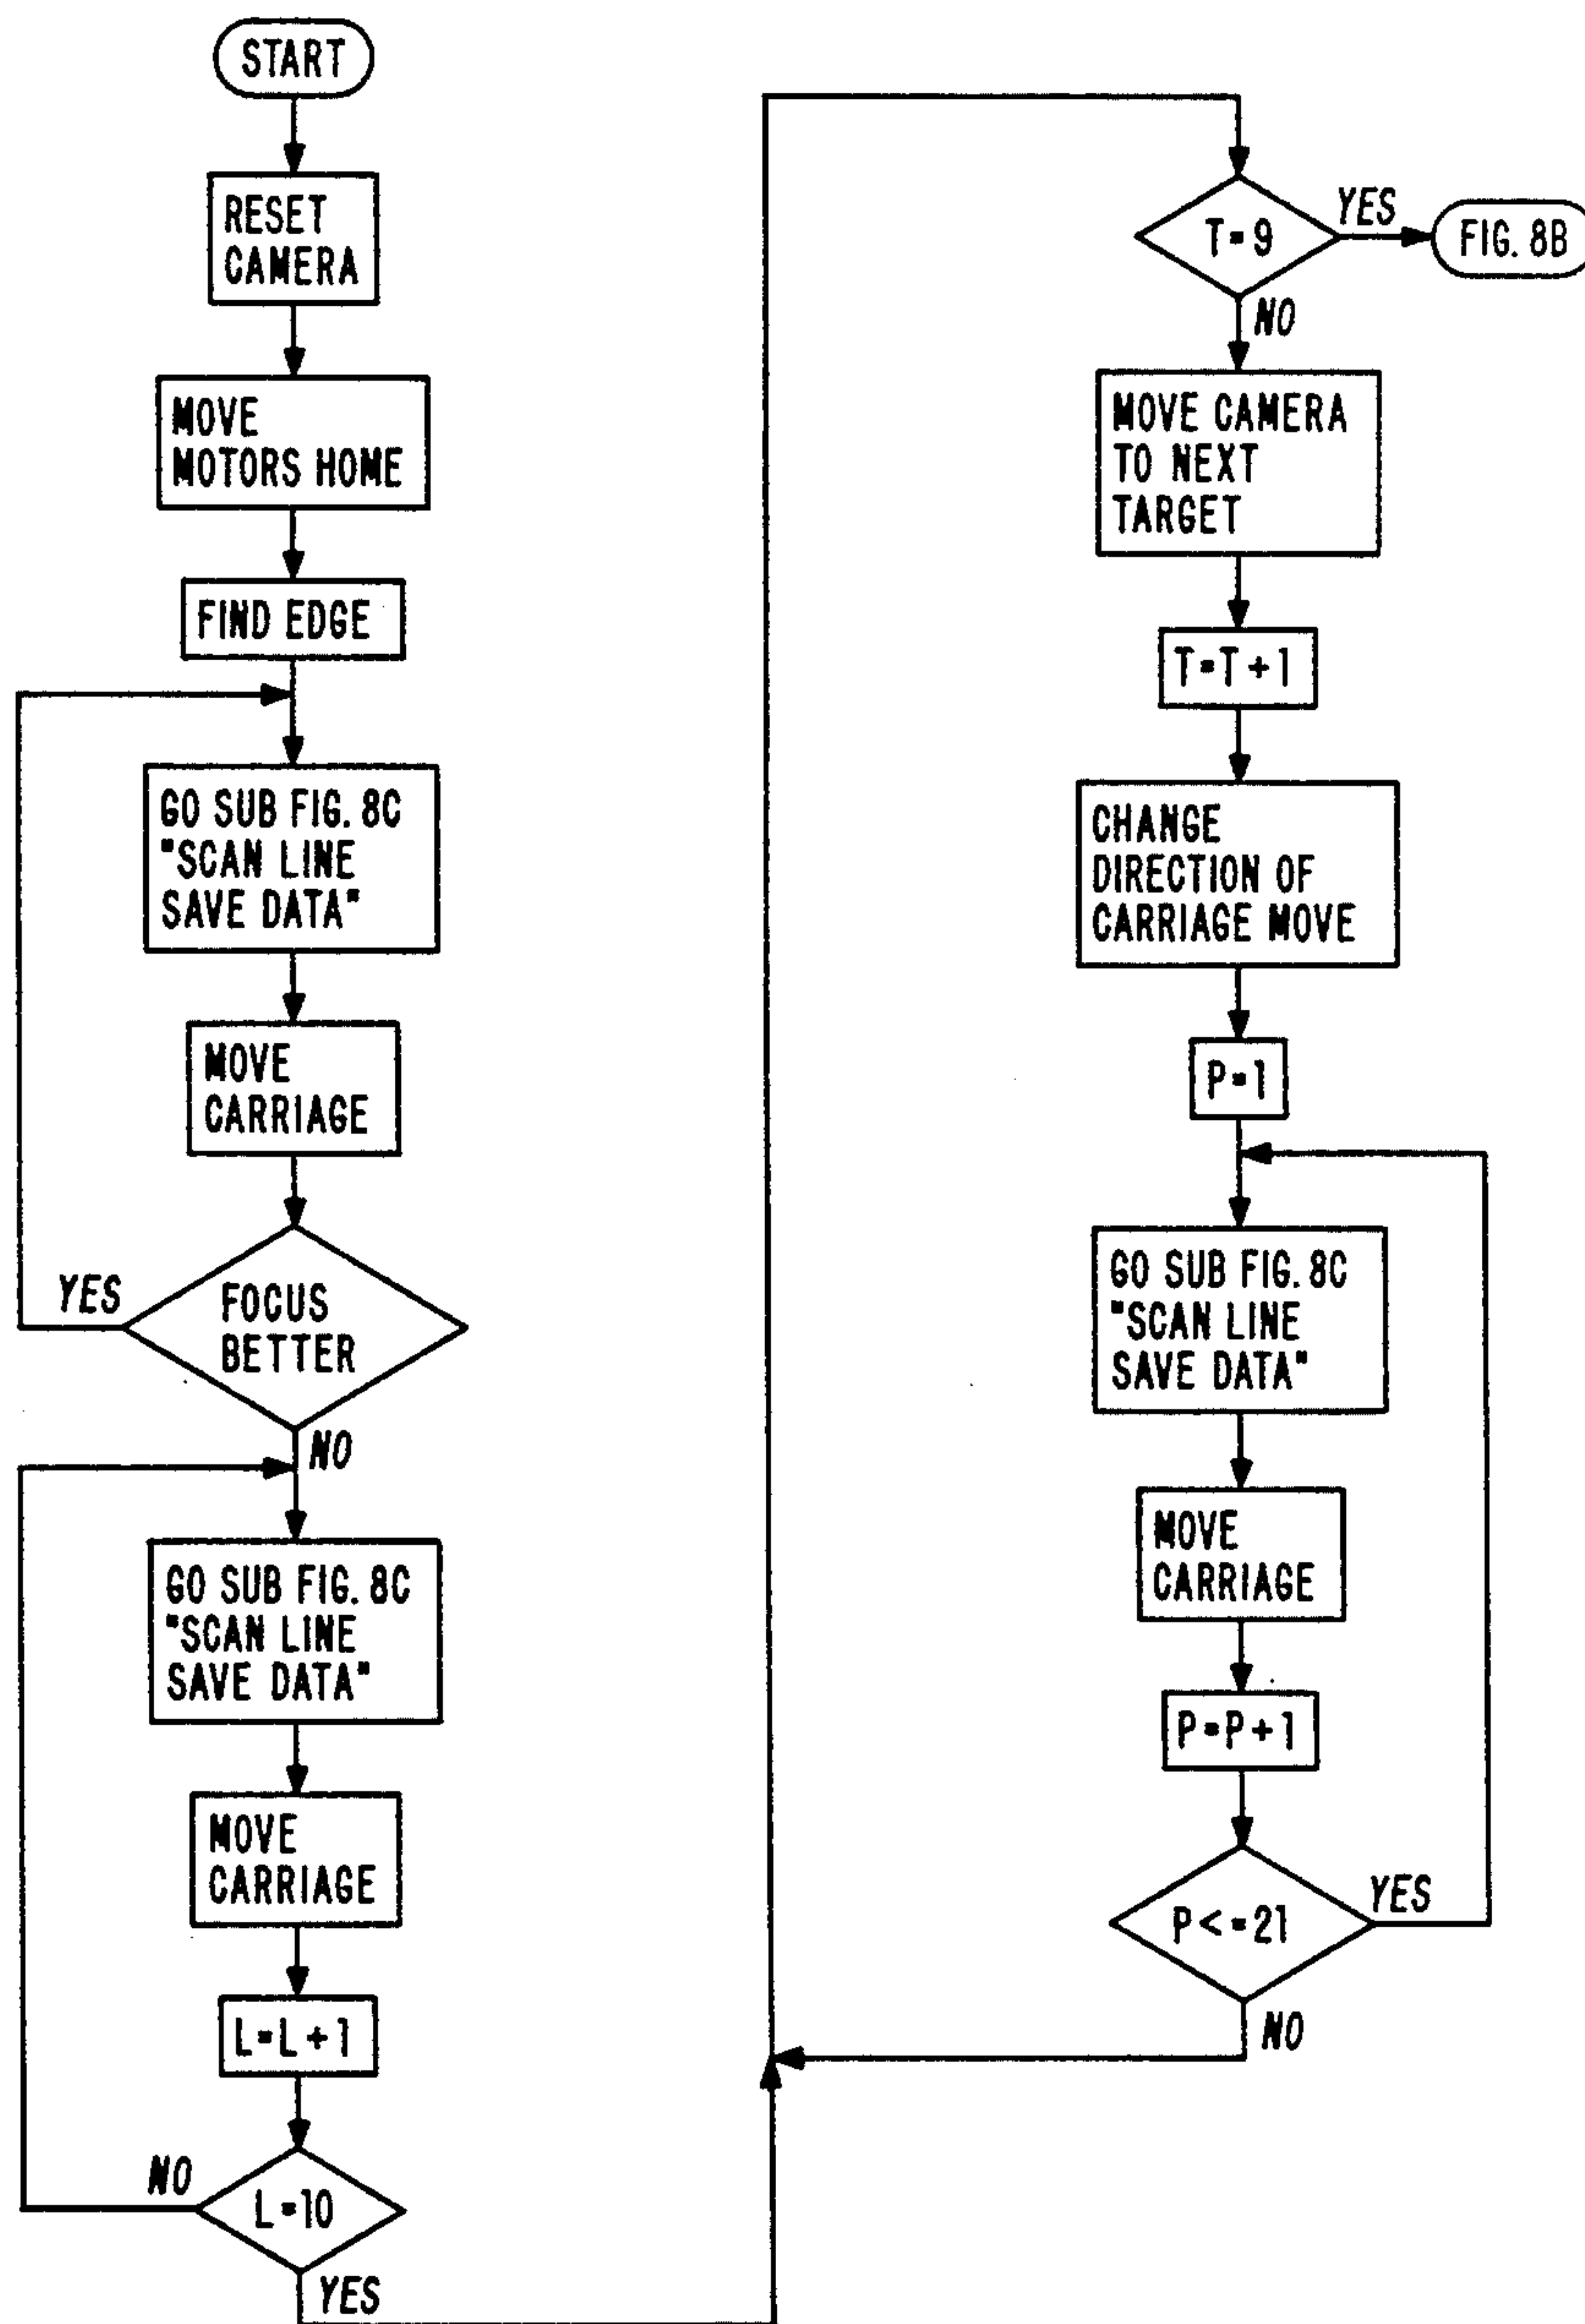 START
RESET
CAMERA
MOVE
MOTORS HOME
FIND EDGE
GO SUB FIG. 8C
"SCAN LINE
SAVE DATA"
MOVE
CARRIAGE
FOCUS
BETTER
YES
NO
GO SUB FIG. 8C
"SCAN LINE
SAVE DATA"
MOVE
CARRIAGE
L=L+1
L=10
NO
YES
T=9
YES
FIG. 8B
NO
MOVE CAMERA
TO NEXT
TARGET
T=T+1
CHANGE
DIRECTION OF
CARRIAGE MOVE
P=1
GO SUB FIG. 8C
"SCAN LINE
SAVE DATA"
MOVE
CARRIAGE
P=P+1
P<=21
YES
NO